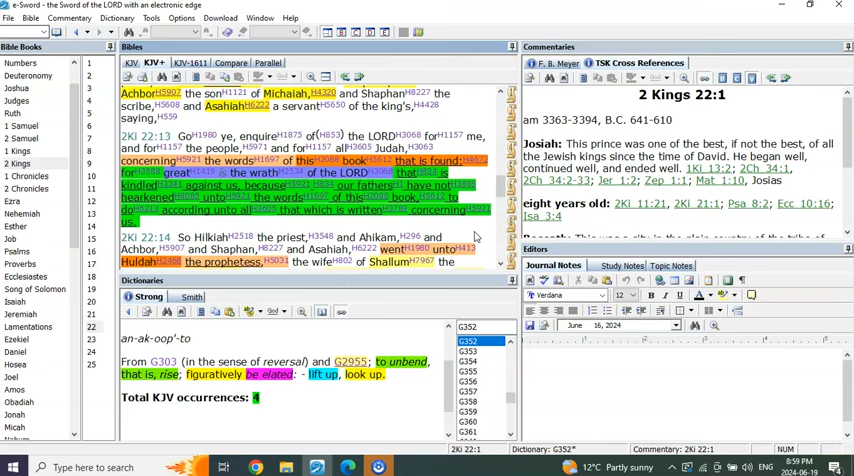 e-Sword - the Sword of the LORD with an electronic edge
File Bible Commentary Dictionary Tools Options Download Window Help
Bible Books
Numbers
Deuteronomy
Joshua
Judges
Ruth
1 Samuel
2 Samuel
1 Kings
2 Kings
1 Chronicles
2 Chronicles
Ezra
Nehemiah
Esther
Job
Psalms
Proverbs
Ecclesiastes
Song of Solomon
Isaiah
Jeremiah
Lamentations
Ezekiel
Daniel
Hosea
Joel
Amos
Obadiah
Jonah
Micah
1
2
3
4
5
6
7
8
9
10
11
12
13
14
15
16
17
18
19
20
21
22
23
24
25
Bibles
KJV KJV+ KJV-1611 Compare Parallel
Achbor H5907 the son H1121 of Michaiah, H4320 and Shaphan H8227 the
scribe, H5608 and Asahiah H6222 a servant H5650 of the king's, H4428
saying, H559
2Ki 22:13 Go H1980 ye, enquire H1875 of (H853) the LORD H3068 for H1157 me,
and for H1157 the people, H5971 and for H1157 all H3605 Judah, H3063
concerning H5921 the words H1697 of this H2088 book H5612 that is found: H4672
for H3588 great H1419 is the wrath H2534 of the LORD H3068 that H834 is
kindled H3341 against us, because H5921 H834 our fathers H1 have not H3808
hearkened H8085 unto H5921 the words H1697 of this H2088 book, H5612 to
do H6213 according unto all H3605 that which is written H3789 concerning H5921
us.
2Ki 22:14 So Hilkiah H2518 the priest, H3548 and Ahikam, H296 and
Achbor, H5907 and Shaphan, H8227 and Asahiah, H6222 went H1980 unto H413
Huldah H2468 the prophetess, H5031 the wife H802 of Shallum H7967 the
Dictionaries
Strong Smith
an-ak-oop'-to
From G303 (in the sense of reversal) and G2955; to unbend,
that is, rise; figuratively be elated: - lift up, look up.
Total KJV occurrences: 4
G352
G352
G353
G354
G355
G356
G357
G358
G359
G360
G361
Commentaries
F. B. Meyer TSK Cross References
2 Kings 22:1
am 3363-3394, B.C. 641-610
Josiah: This prince was one of the best, if not the best, of all
the Jewish kings since the time of David. He began well,
continued well, and ended well. 1Ki 13:2; 2Ch 34:1,
2Ch 34:2-33; Jer 1:2; Zep 1:1; Mat 1:10, Josias
eight years old: 2Ki 11:21, 2Ki 21:1; Psa 8:2; Ecc 10:16;
Isa 3:4
Editors
Journal Notes Study Notes Topic Notes
Verdana 12 B I U A
June 16, 2024
1 2 3 4 5
2Ki 22:14 Dictionary: G352* Commentary: 2Ki 22:1 NUM
Type here to search
12°C Partly sunny
ENG
8:59 PM
2024-06-19
4